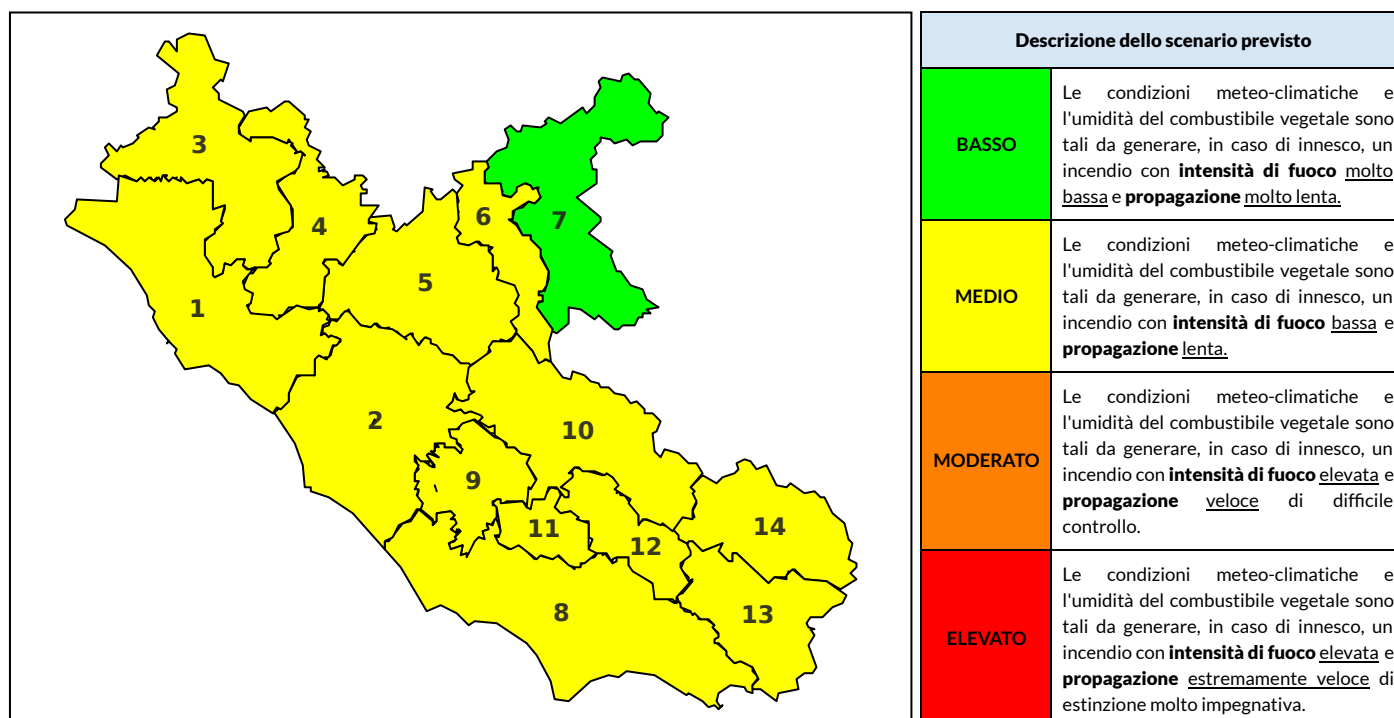 3
4
6
7
5
1
2
10
9
11
12
14
8
13
Descrizione dello scenario previsto
BASSO
Le condizioni meteo-climatiche e
l'umidità del combustibile vegetale sono
tali da generare, in caso di innesco, un
incendio con intensità di fuoco molto
bassa e propagazione molto lenta.
MEDIO
Le condizioni meteo-climatiche e
l'umidità del combustibile vegetale sono
tali da generare, in caso di innesco, un
incendio con intensità di fuoco bassa e
propagazione lenta.
MODERATO
Le condizioni meteo-climatiche e
l'umidità del combustibile vegetale sono
tali da generare, in caso di innesco, un
incendio con intensità di fuoco elevata e
propagazione veloce di difficile
controllo.
ELEVATO
Le condizioni meteo-climatiche e
l'umidità del combustibile vegetale sono
tali da generare, in caso di innesco, un
incendio con intensità di fuoco elevata e
propagazione estremamente veloce di
estinzione molto impegnativa.